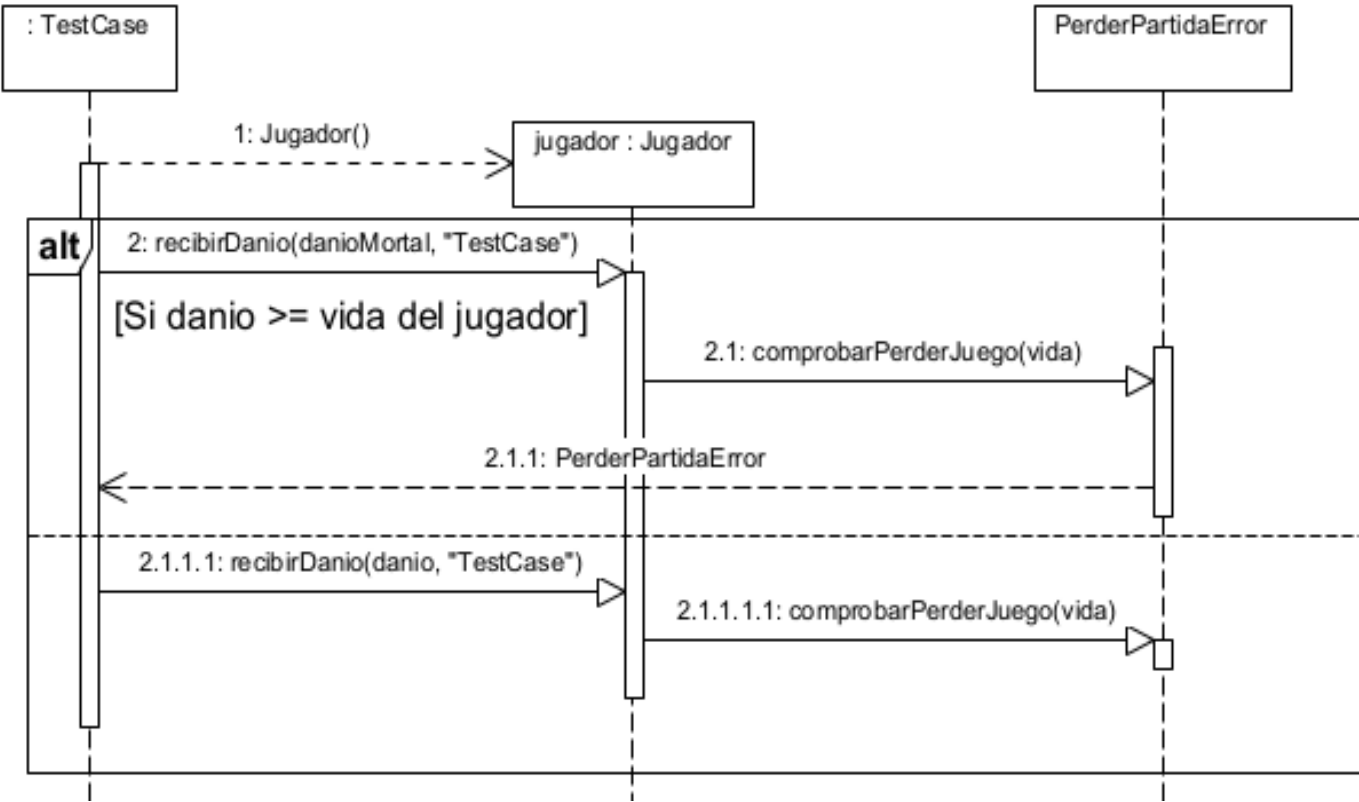 : TestCase
PerderPartidaError
1: Jugador()
jugador : Jugador
alt
2: recibirDanio(danioMortal, "TestCase")
[Si danio >= vida del jugador]
2.1: comprobarPerderJuego(vida)
2.1.1: PerderPartidaError
2.1.1.1: recibirDanio(danio, "TestCase")
2.1.1.1.1: comprobarPerderJuego(vida)